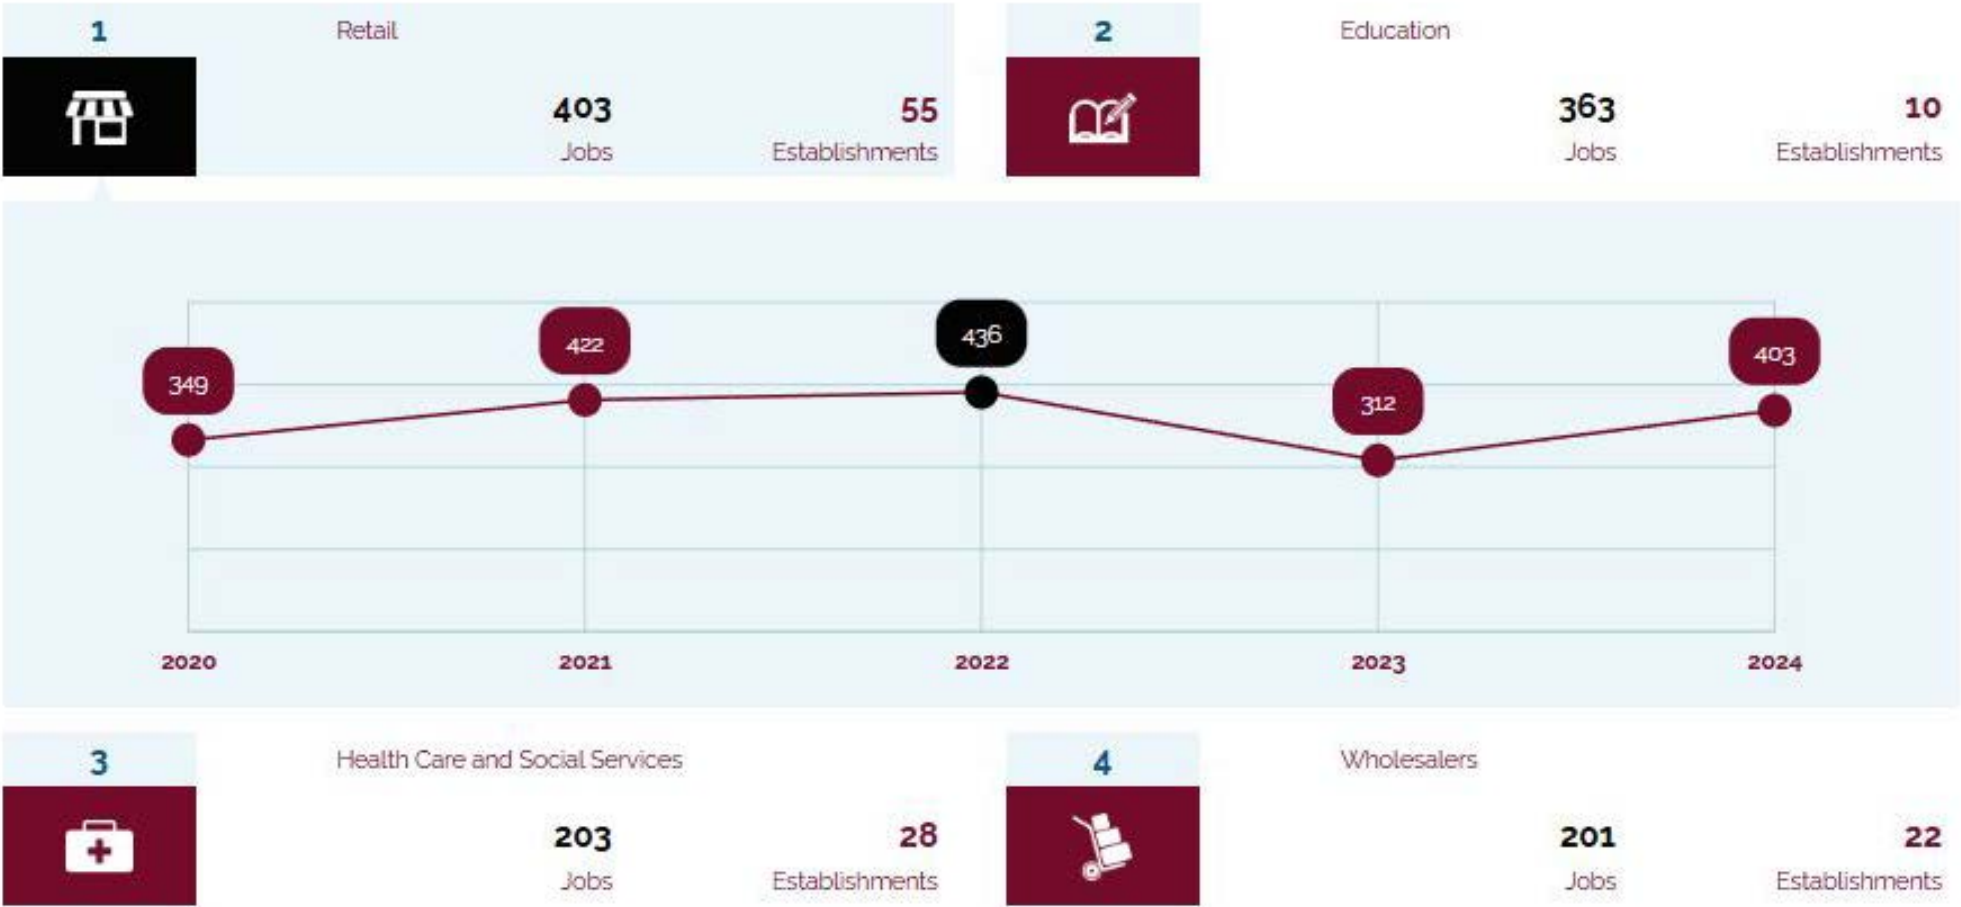 1
Retail
403
Jobs
55
Establishments
2
Education
363
Jobs
10
Establishments
349
422
436
312
403
2020
2021
2022
2023
2024
3
Health Care and Social Services
203
Jobs
28
Establishments
4
Wholesalers
201
Jobs
22
Establishments